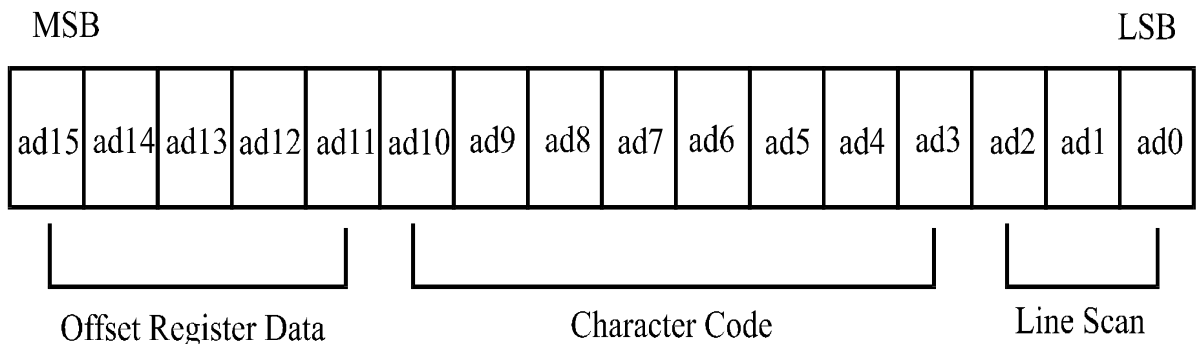 MSB LSB
ad15 ad14 ad13 ad12 ad11 ad10 ad9 ad8 ad7 ad6 ad5 ad4 ad3 ad2 ad1 ad0
Offset Register Data Character Code Line Scan